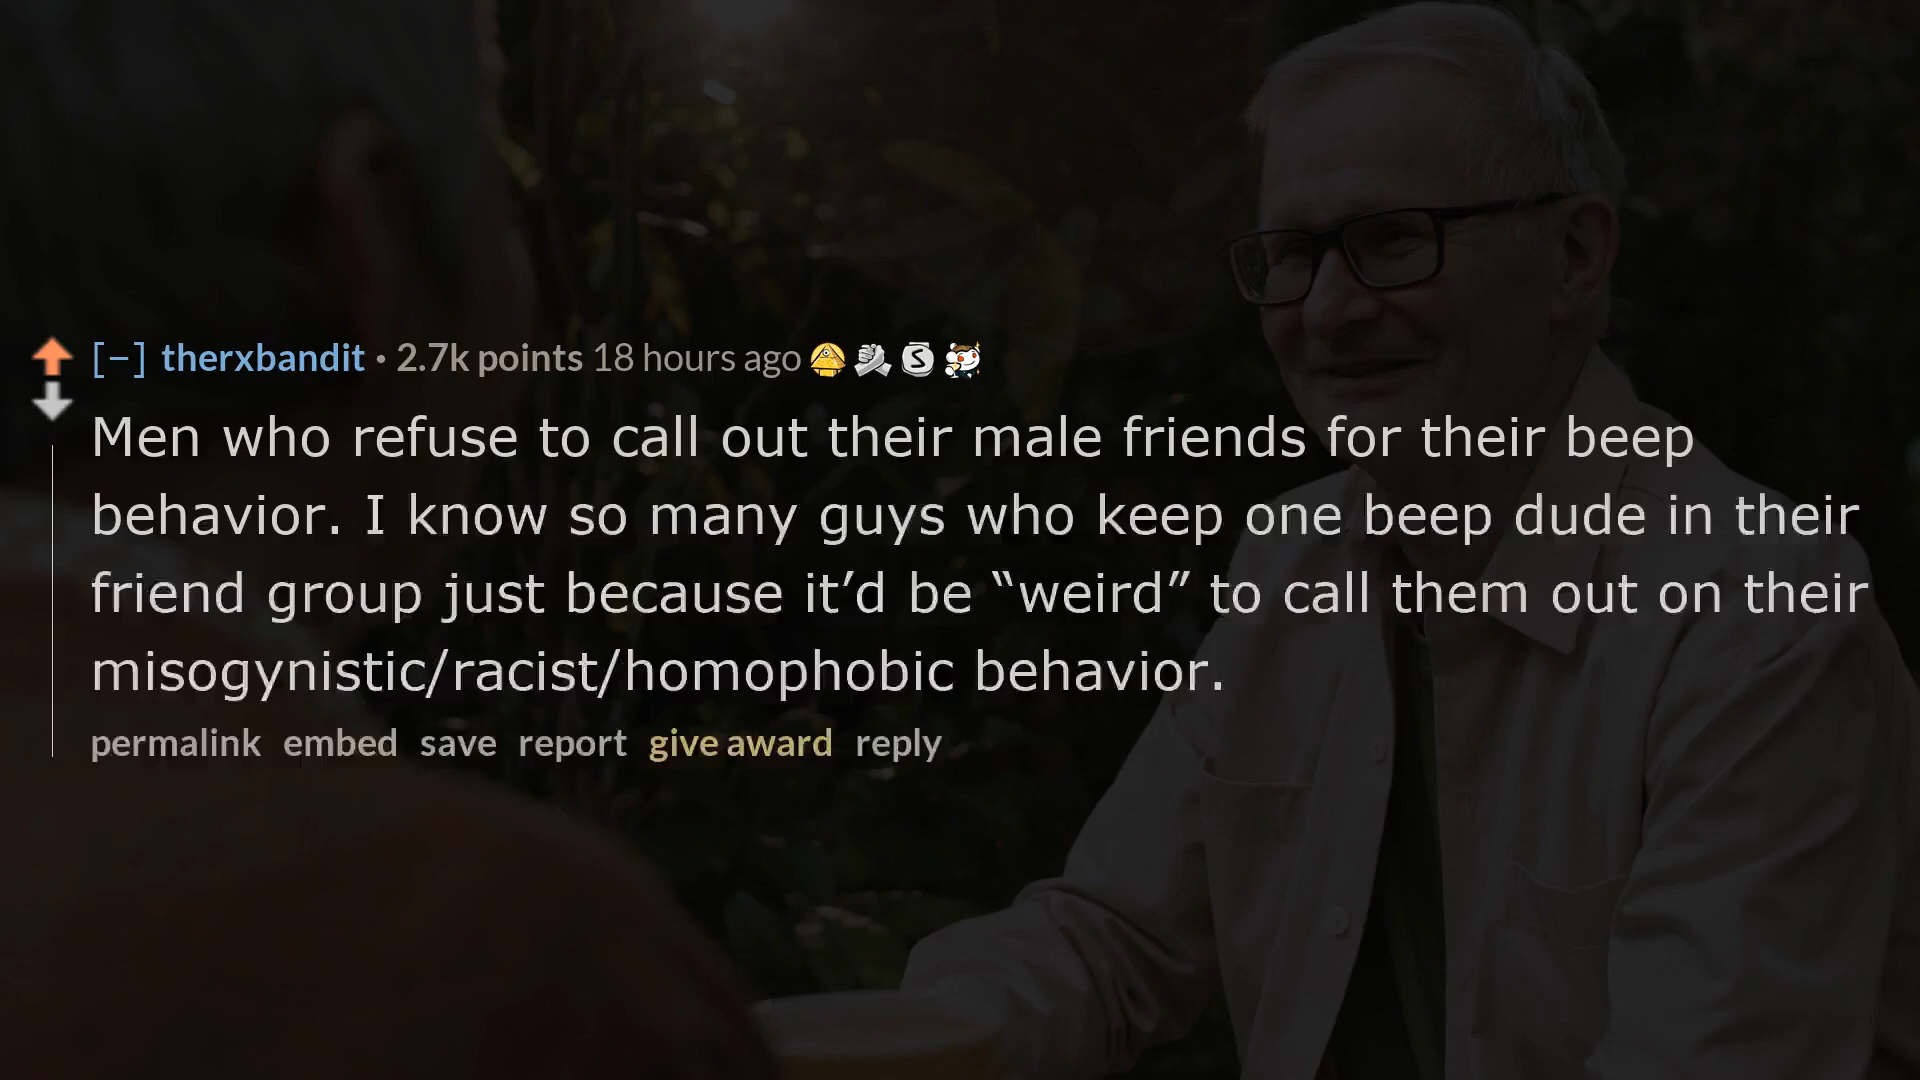 [–] therxbandit • 2.7k points 18 hours ago
Men who refuse to call out their male friends for their beep
behavior. I know so many guys who keep one beep dude in their
friend group just because it’d be “weird” to call them out on their
misogynistic/racist/homophobic behavior.
permalink embed save report give award reply